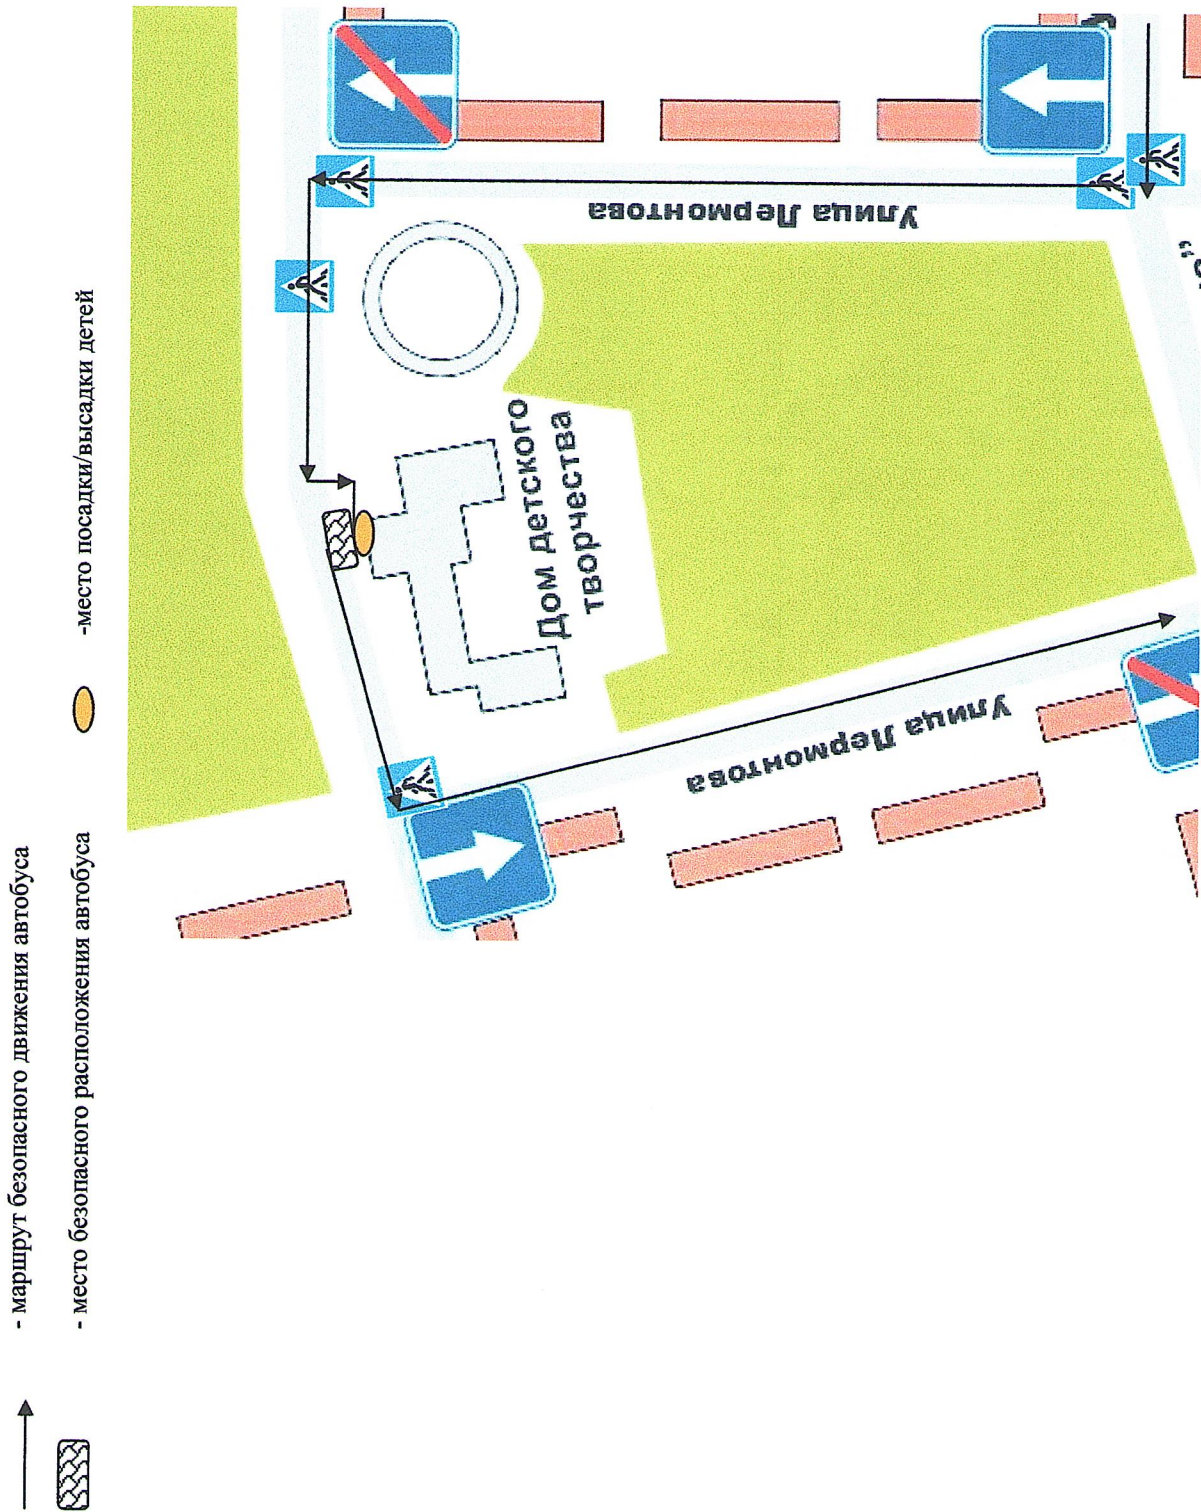 - маршрут безопасного движения автобуса
- место безопасного расположения автобуса
-место посадки/высадки детей
Улица Лермонтова
Дом детского
творчества
Улица Лермонтова